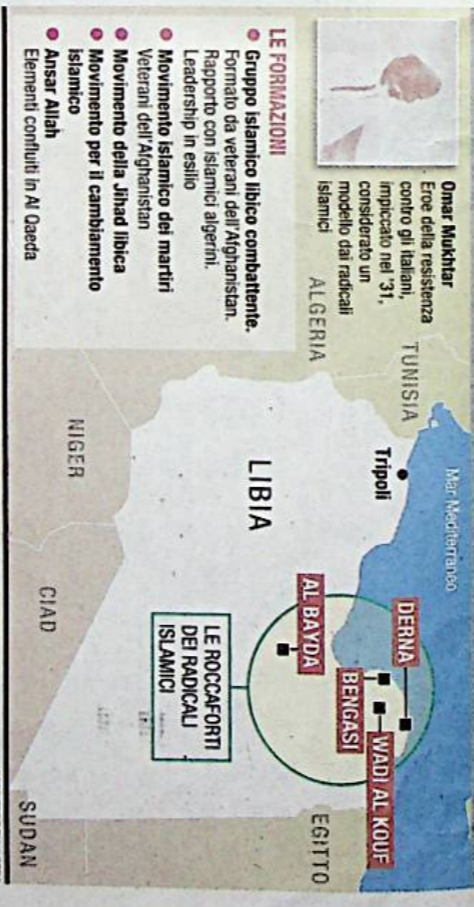 Omar Mukhtar
Eroe della resistenza
contro gli italiani,
impiccato nel '31,
considerato un
modello dai radicali
islamici
LE FORMAZIONI
Gruppo islamico libico combattente.
Formato da veterani dell'Afghanistan.
Rapporto con islamici algerini.
Leadership in esilio
Movimento islamico dei martiri
Veterani dell'Afghanistan
Movimento della Jihad libica
Movimento per il cambiamento
islamico
Ansar Allah
Elementi confluiti in Al Qaeda
Mar Mediterraneo
TUNISIA
ALGERIA
Tripoli
LIBIA
DERNA
BENGASI
WADI AL KOUF
AL BAYDA
LE ROCCAFORTI
DEI RADICALI
ISLAMICI
EGITTO
NIGER
CIAD
SUDAN